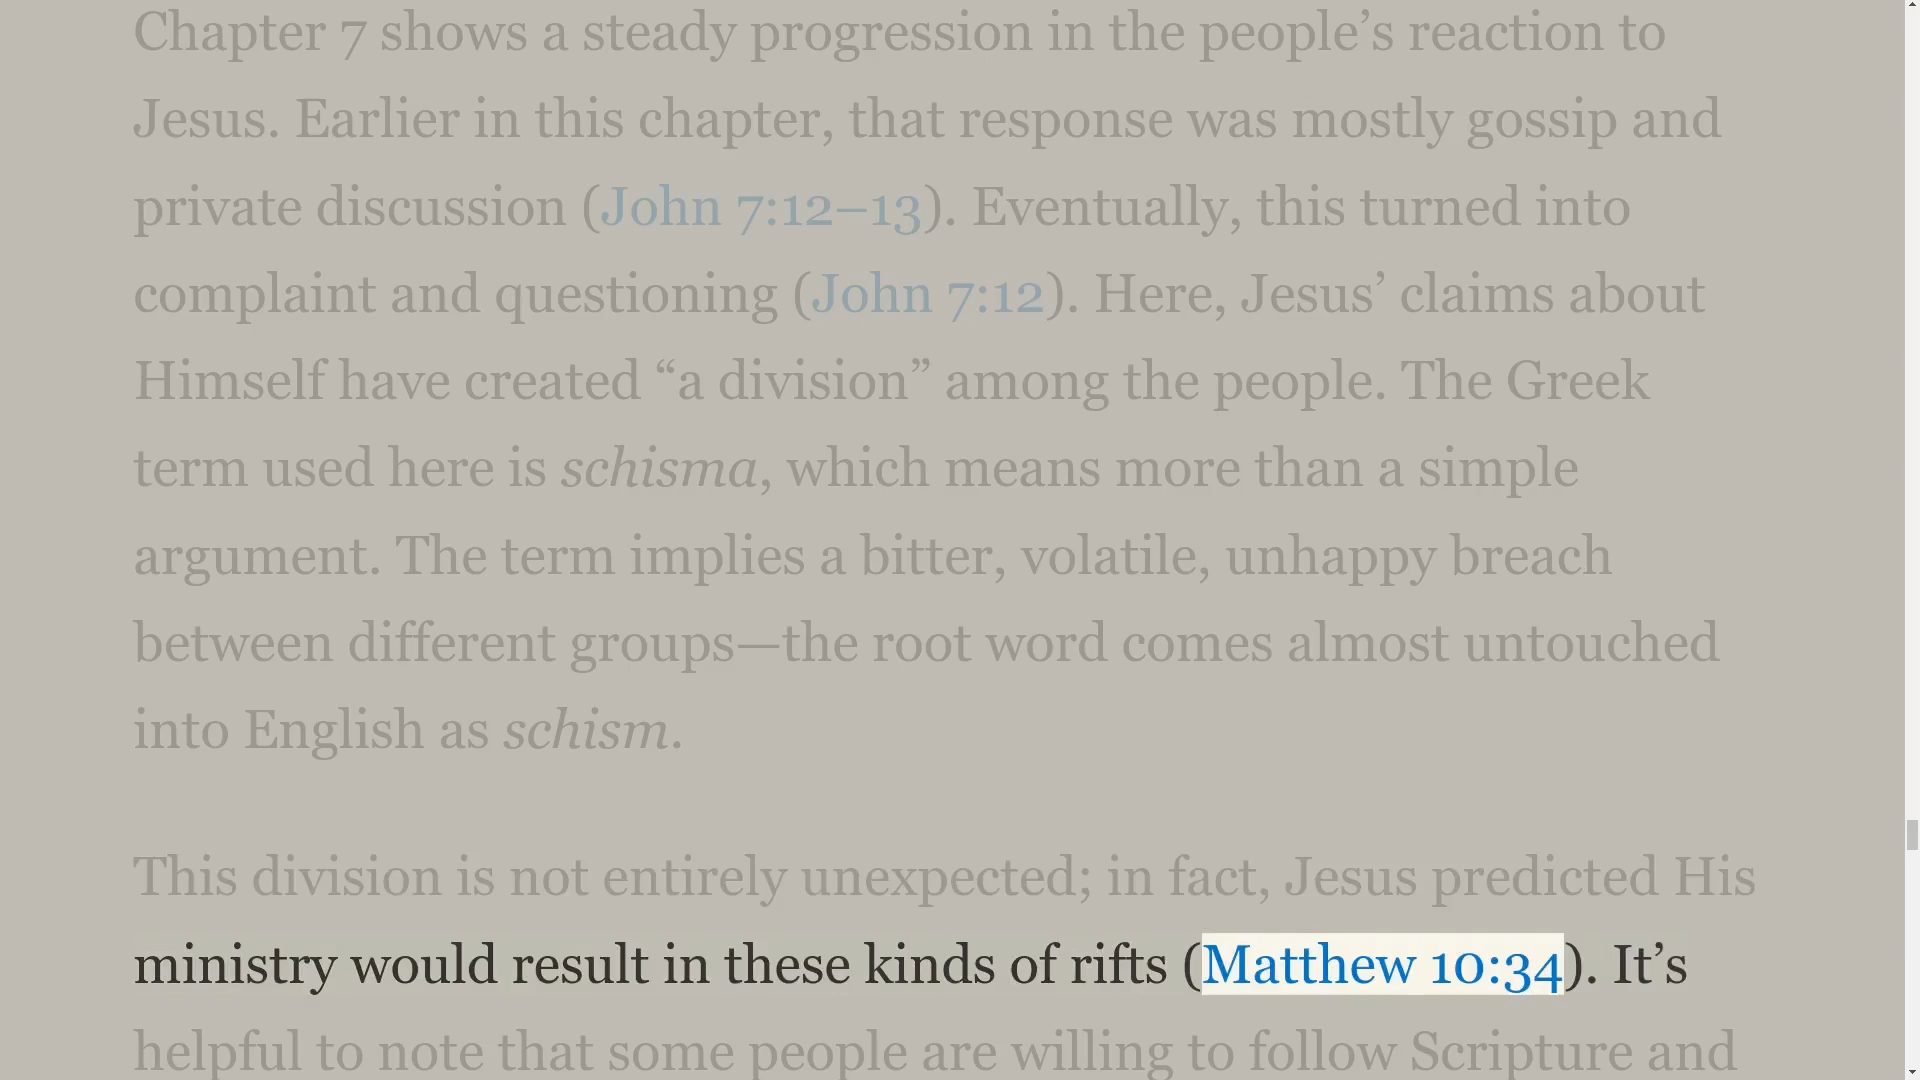 Chapter 7 shows a steady progression in the people’s reaction to
Jesus. Earlier in this chapter, that response was mostly gossip and
private discussion (John 7:12–13). Eventually, this turned into
complaint and questioning (John 7:12). Here, Jesus’ claims about
Himself have created “a division” among the people. The Greek
term used here is schisma, which means more than a simple
argument. The term implies a bitter, volatile, unhappy breach
between different groups—the root word comes almost untouched
into English as schism.
This division is not entirely unexpected; in fact, Jesus predicted His
ministry would result in these kinds of rifts (Matthew 10:34). It’s
helpful to note that some people are willing to follow Scripture and